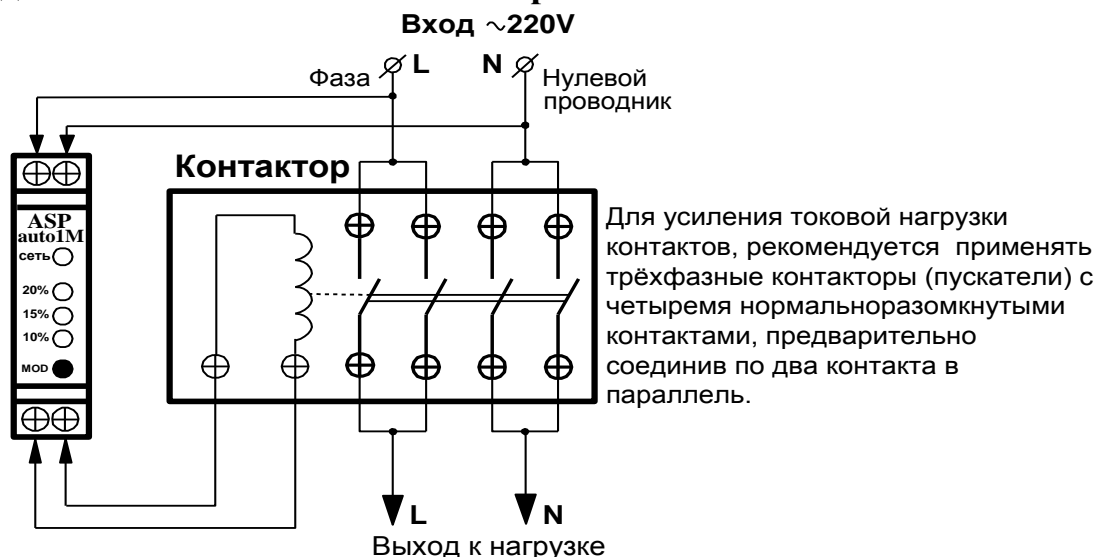 Вход ~220V
L
N
Фаза
Нулевой
проводник
Контактор
ASP
auto1M
сеть
20%
15%
10%
MOD
Для усиления токовой нагрузки
контактов, рекомендуется применять
трёхфазные контакторы (пускатели) с
четыремя нормальноразомкнутыми
контактами, предварительно
соединив по два контакта в
параллель.
L
N
Выход к нагрузке